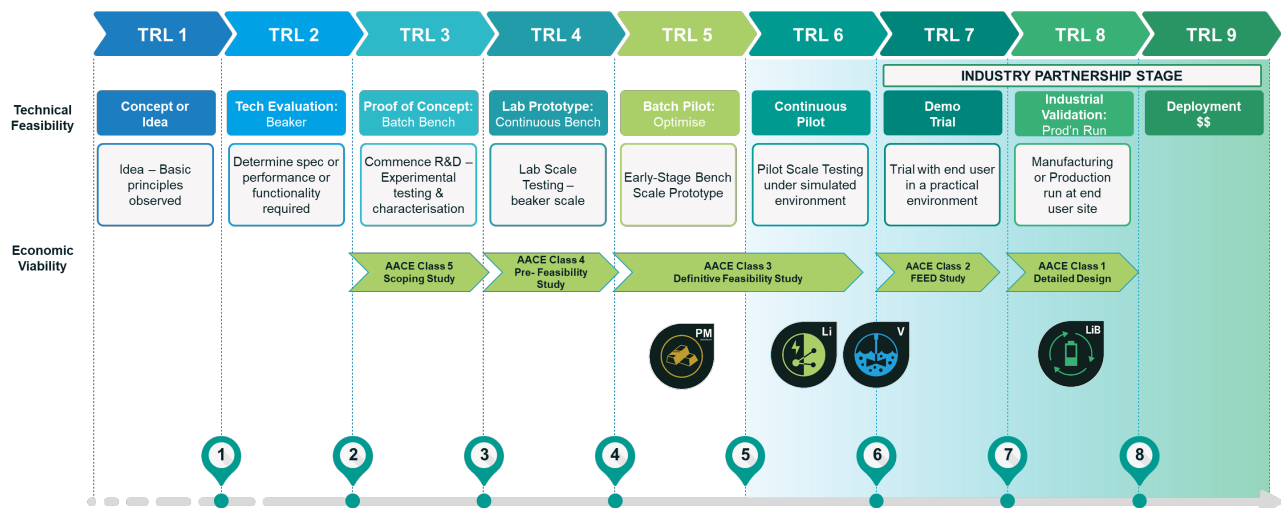 TRL 1
TRL 2
TRL 3
TRL 4
TRL 5
TRL 6
TRL 7
TRL 8
TRL 9
INDUSTRY PARTNERSHIP STAGE
Technical
Feasibility
Concept or
Idea
Tech Evaluation:
Beaker
Proof of Concept:
Batch Bench
Lab Prototype:
Continuous Bench
Batch Pilot:
Optimise
Continuous
Pilot
Demo
Trial
Industrial
Validation:
Prod'n Run
Deployment
$$
Idea – Basic
principles
observed
Determine spec or
performance or
functionality
required
Commence R&D –
Experimental
testing &
characterisation
Lab Scale
Testing –
beaker scale
Early-Stage Bench
Scale Prototype
Pilot Scale Testing
under simulated
environment
Trial with end user
in a practical
environment
Manufacturing
or Production
run at end
user site
Economic
Viability
AACE Class 5
Scoping Study
AACE Class 4
Pre- Feasibility
Study
AACE Class 3
Definitive Feasibility Study
AACE Class 2
FEED Study
AACE Class 1
Detailed Design
PM
Li
V
LiB
1
2
3
4
5
6
7
8